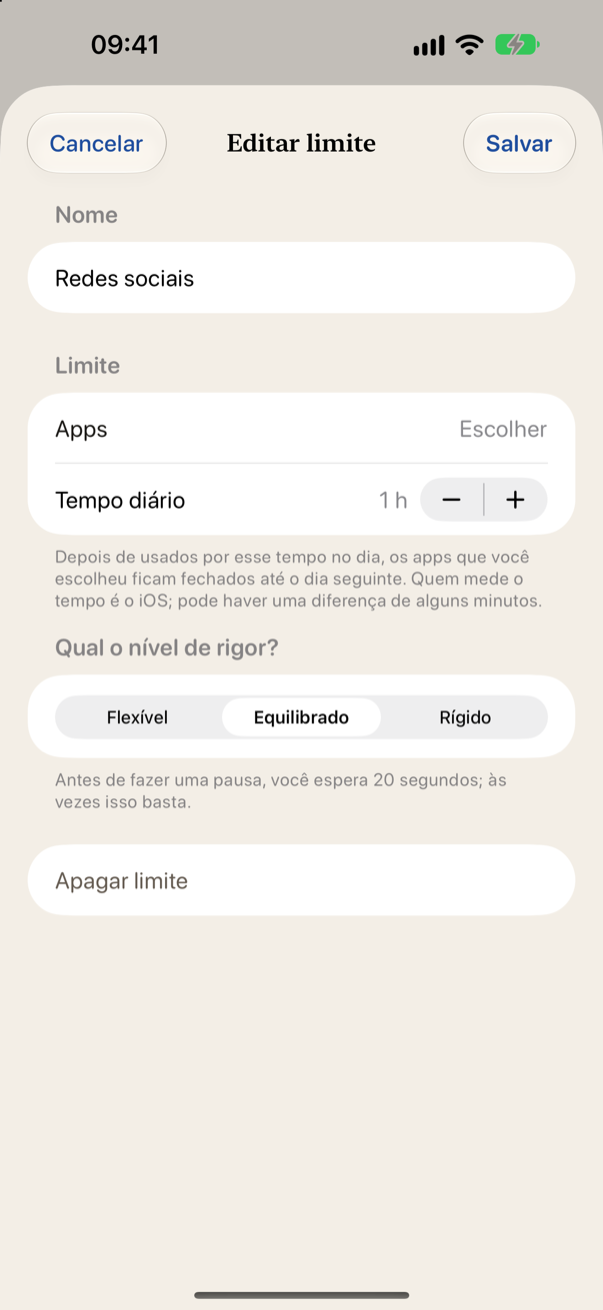 09:41
Cancelar
Editar limite
Salvar
Nome
Redes sociais
Limite
Apps
Escolher
Tempo diário
1 h
− +
Depois de usados por esse tempo no dia, os apps que você
escolheu ficam fechados até o dia seguinte. Quem mede o
tempo é o iOS; pode haver uma diferença de alguns minutos.
Qual o nível de rigor?
Flexível
Equilibrado
Rígido
Antes de fazer uma pausa, você espera 20 segundos; às
vezes isso basta.
Apagar limite